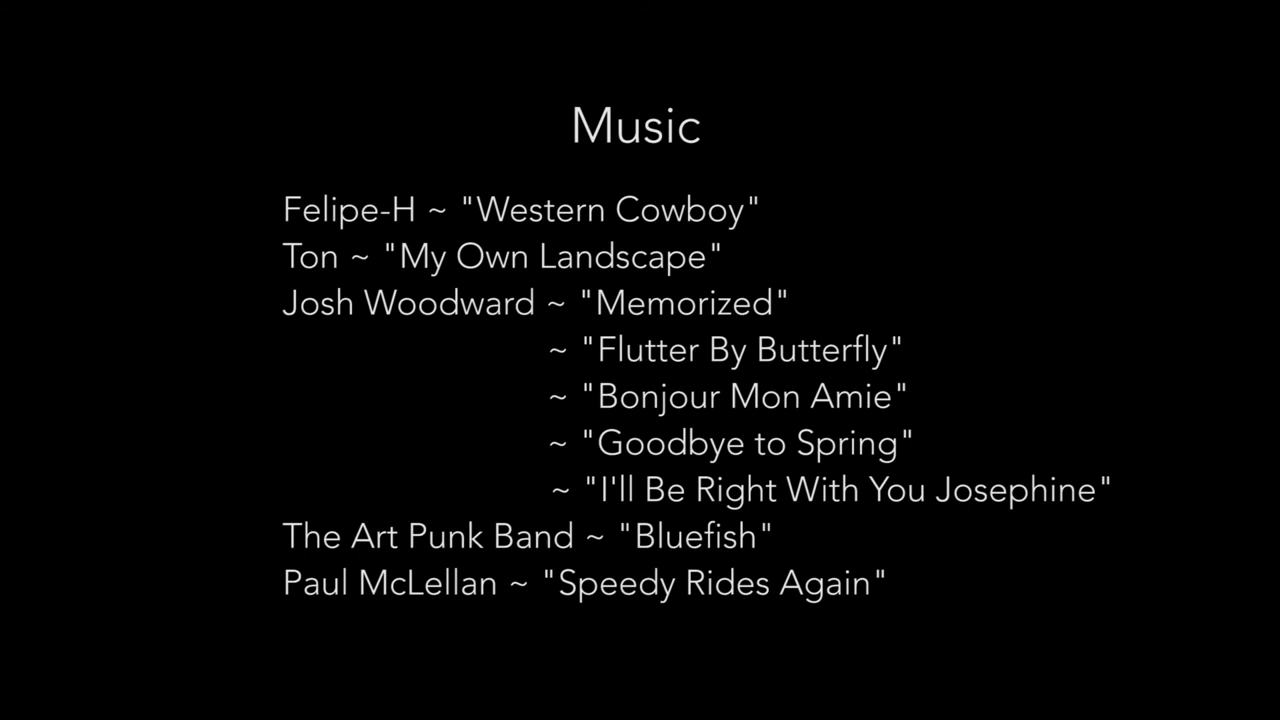 Music
Felipe-H ~ "Western Cowboy"
Ton ~ "My Own Landscape"
Josh Woodward ~ "Memorized"
~ "Flutter By Butterfly"
~ "Bonjour Mon Amie"
~ "Goodbye to Spring"
~ "I'll Be Right With You Josephine"
The Art Punk Band ~ "Bluefish"
Paul McLellan ~ "Speedy Rides Again"